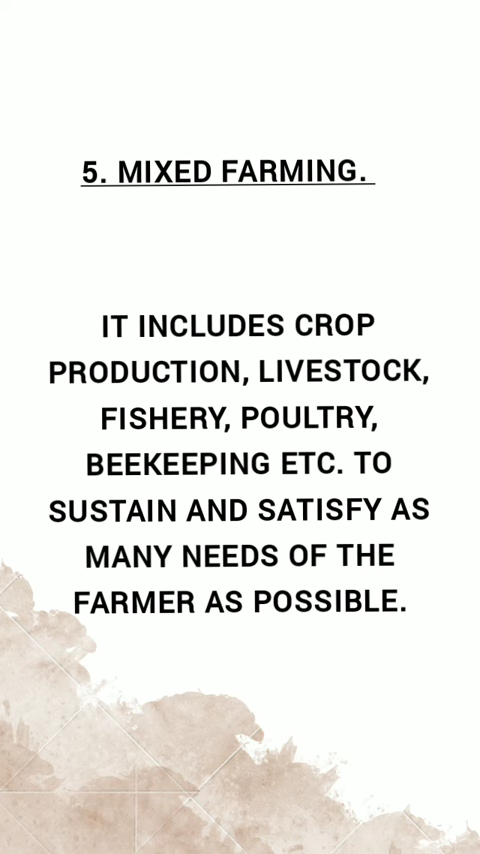 5. MIXED FARMING.
IT INCLUDES CROP
PRODUCTION, LIVESTOCK,
FISHERY, POULTRY,
BEEKEEPING ETC. TO
SUSTAIN AND SATISFY AS
MANY NEEDS OF THE
FARMER AS POSSIBLE.